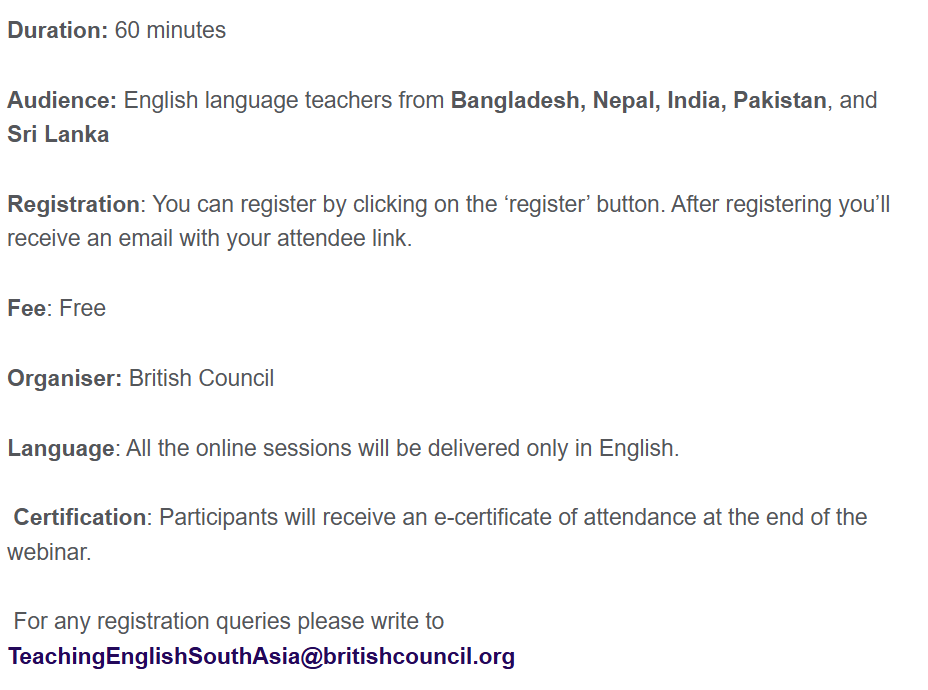 Duration: 60 minutes
Audience: English language teachers from Bangladesh, Nepal, India, Pakistan, and
Sri Lanka
Registration: You can register by clicking on the ‘register’ button. After registering you’ll
receive an email with your attendee link.
Fee: Free
Organiser: British Council
Language: All the online sessions will be delivered only in English.
Certification: Participants will receive an e-certificate of attendance at the end of the
webinar.
For any registration queries please write to
TeachingEnglishSouthAsia@britishcouncil.org